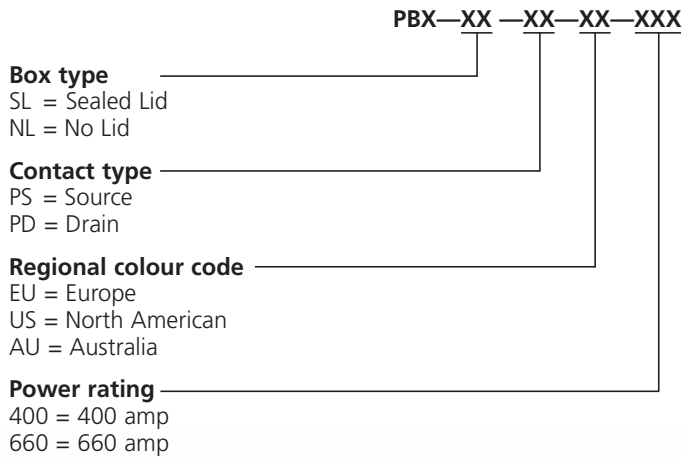 PBX—XX —XX—XX—XXX
Box type
SL = Sealed Lid
NL = No Lid
Contact type
PS = Source
PD = Drain
Regional colour code
EU = Europe
US = North American
AU = Australia
Power rating
400 = 400 amp
660 = 660 amp